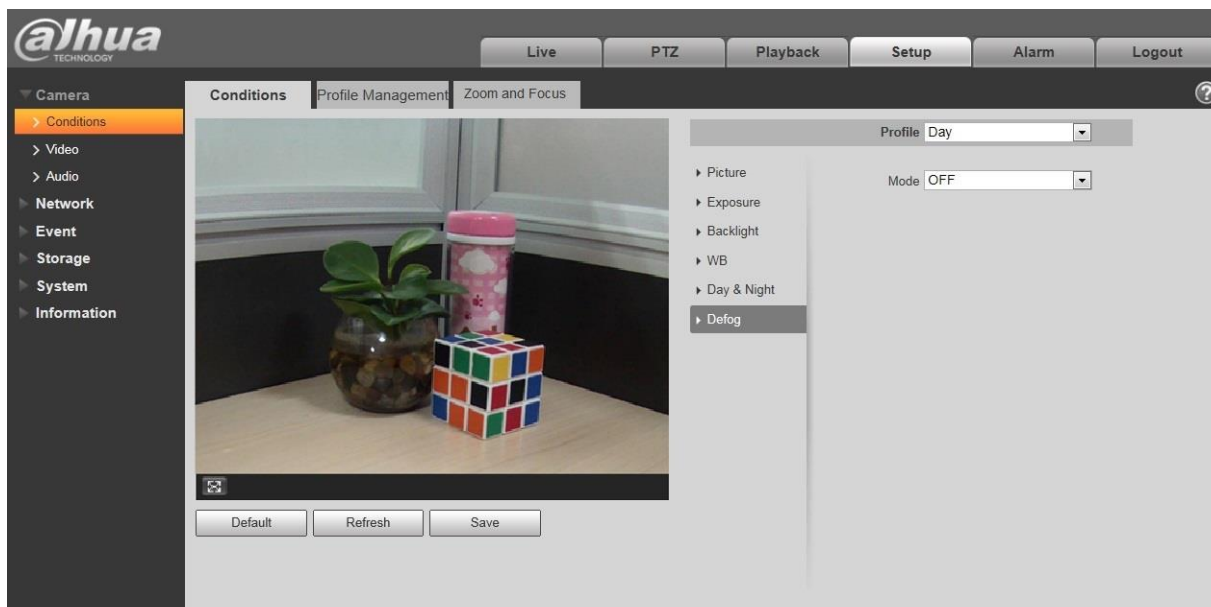 alhua
TECHNOLOGY
Live PTZ Playback Setup Alarm Logout
Camera
Conditions
Video
Audio
Network
Event
Storage
System
Information
Conditions Profile Management Zoom and Focus
?
Profile Day
Mode OFF
Picture
Exposure
Backlight
WB
Day & Night
Defog
Default Refresh Save